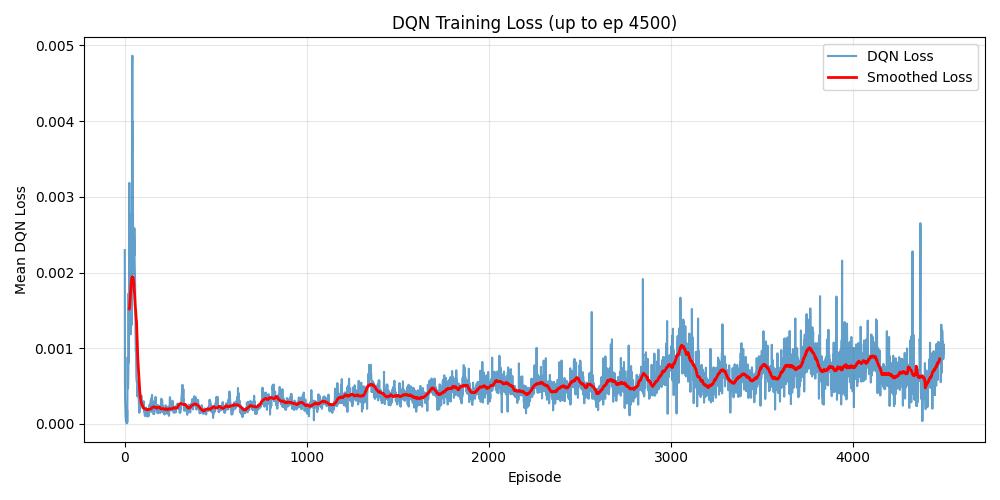 DQN Training Loss (up to ep 4500)
DQN Loss
Smoothed Loss
Mean DQN Loss
0.005
0.004
0.003
0.002
0.001
0.000
0
1000
2000
3000
4000
Episode